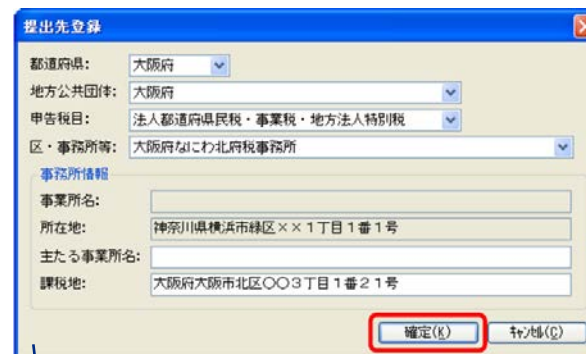 提出先登録
都道府県: 大阪府
地方公共団体: 大阪府
申告税目: 法人都道府県民税・事業税・地方法人特別税
区・事務所等: 大阪府なにわ北府税事務所
事務所情報
事業所名:
所在地: 神奈川県横浜市緑区××1丁目1番1号
主たる事業所名:
課税地: 大阪府大阪市北区〇〇3丁目1番21号
確定(K) キャンセル(C)